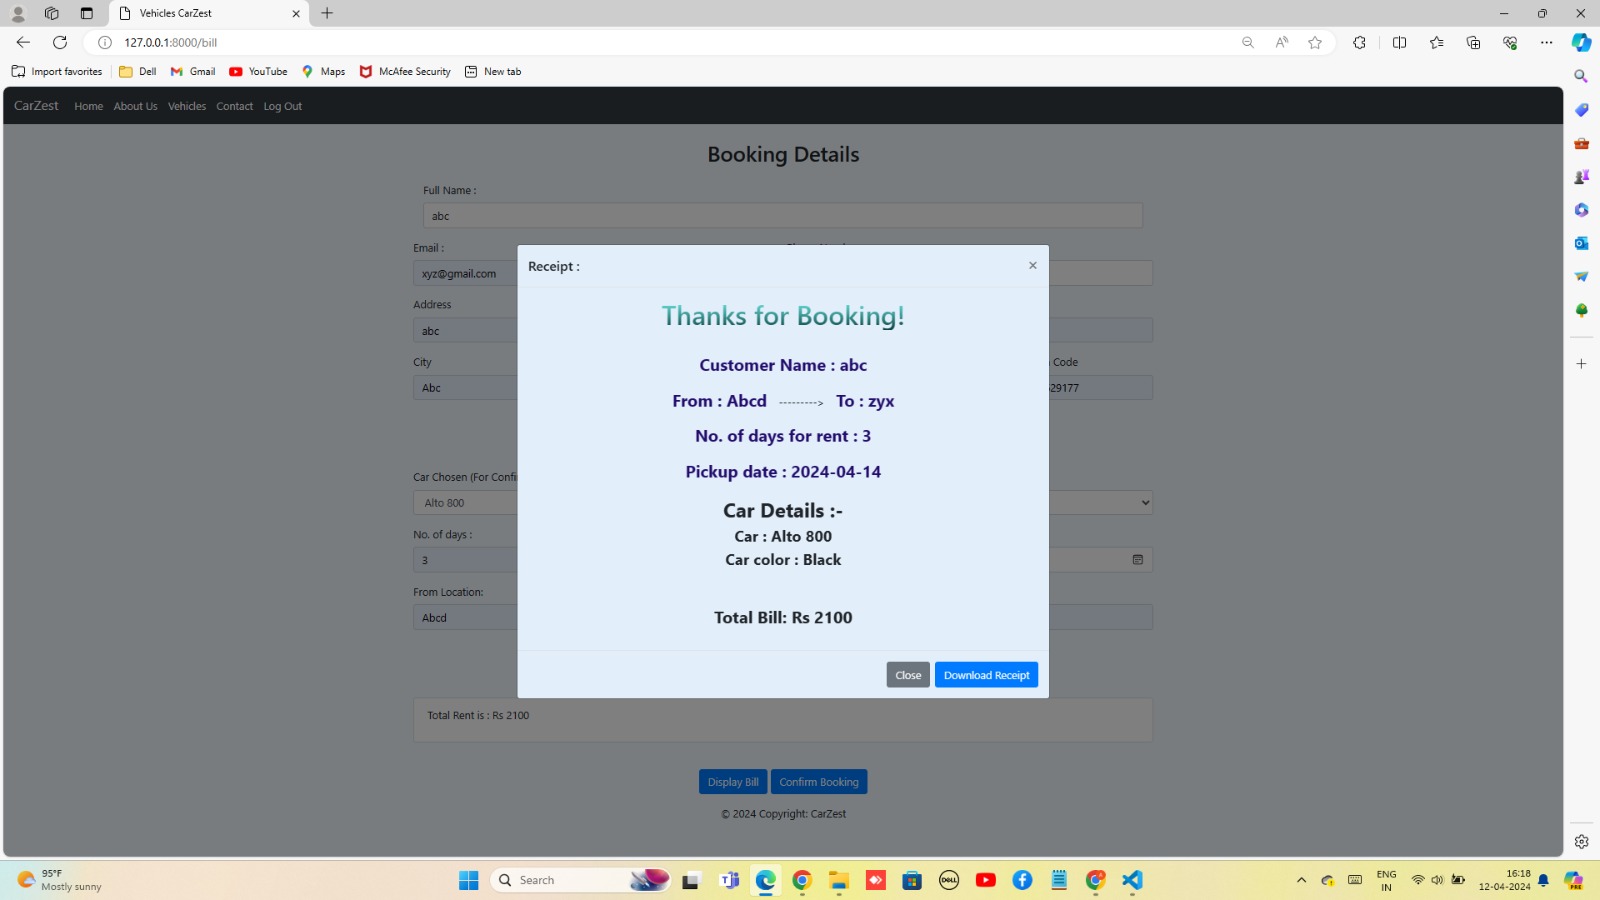 Vehicles CarZest
127.0.0.1:8000/bill
Import favorites Dell Gmail YouTube Maps McAfee Security New tab
CarZest Home About Us Vehicles Contact Log Out
Booking Details
Full Name :
abc
Email :
xyz@gmail.com
Address
abc
City
Code
Abc
29177
Car Chosen (For Confi
Alto 800
No. of days :
3
From Location:
Abcd
Receipt :
×
Thanks for Booking!
Customer Name : abc
From : Abcd ---------> To : zyx
No. of days for rent : 3
Pickup date : 2024-04-14
Car Details :-
Car : Alto 800
Car color : Black
Total Bill: Rs 2100
Close Download Receipt
Total Rent is : Rs 2100
Display Bill Confirm Booking
© 2024 Copyright: CarZest
95°F
Mostly sunny
Search
DELL
ENG
IN
16:18
12-04-2024
PRE